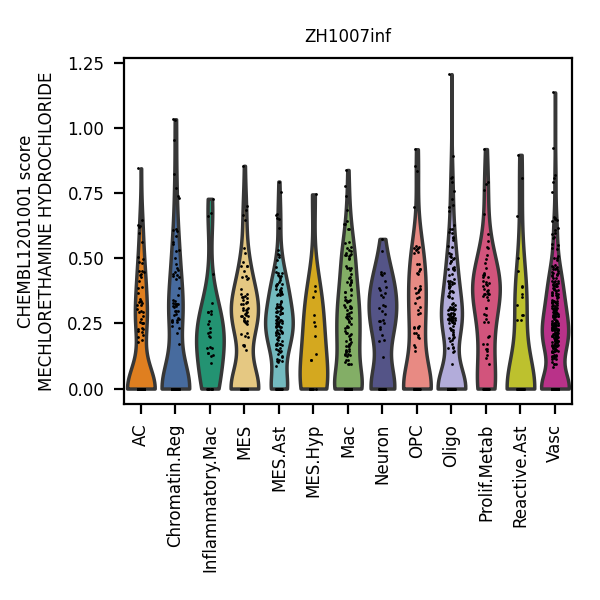 ZH1007inf
CHEMBL1201001 score
MECHLORETHAMINE HYDROCHLORIDE
1.25
1.00
0.75
0.50
0.25
0.00
AC
Chromatin.Reg
Inflammatory.Mac
MES
MES.Ast
MES.Hyp
Mac
Neuron
OPC
Oligo
Prolif.Metab
Reactive.Ast
Vasc